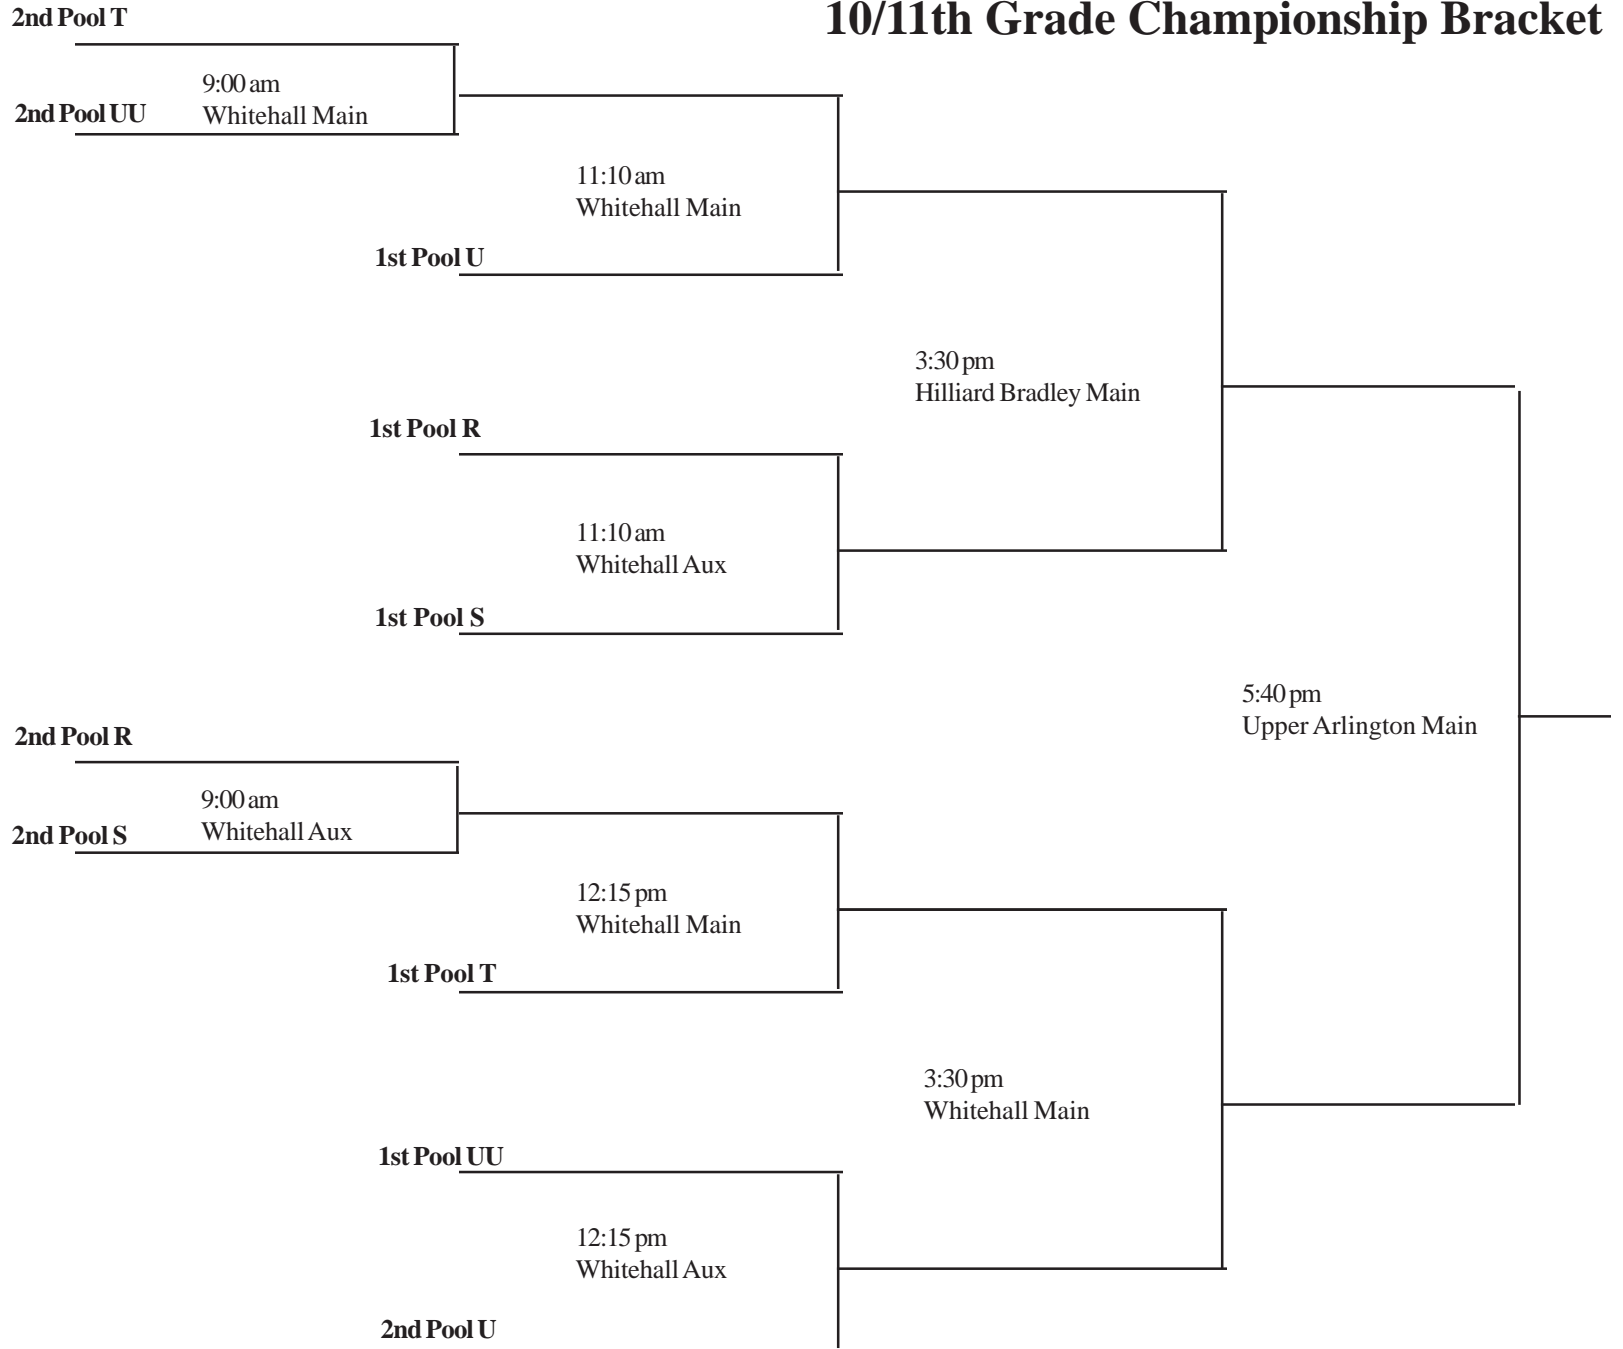 10/11th Grade Championship Bracket
2nd Pool T
9:00 am
Whitehall Main
2nd Pool UU
11:10 am
Whitehall Main
1st Pool U
3:30 pm
Hilliard Bradley Main
1st Pool R
11:10 am
Whitehall Aux
1st Pool S
5:40 pm
Upper Arlington Main
2nd Pool R
9:00 am
Whitehall Aux
2nd Pool S
12:15 pm
Whitehall Main
1st Pool T
3:30 pm
Whitehall Main
1st Pool UU
12:15 pm
Whitehall Aux
2nd Pool U